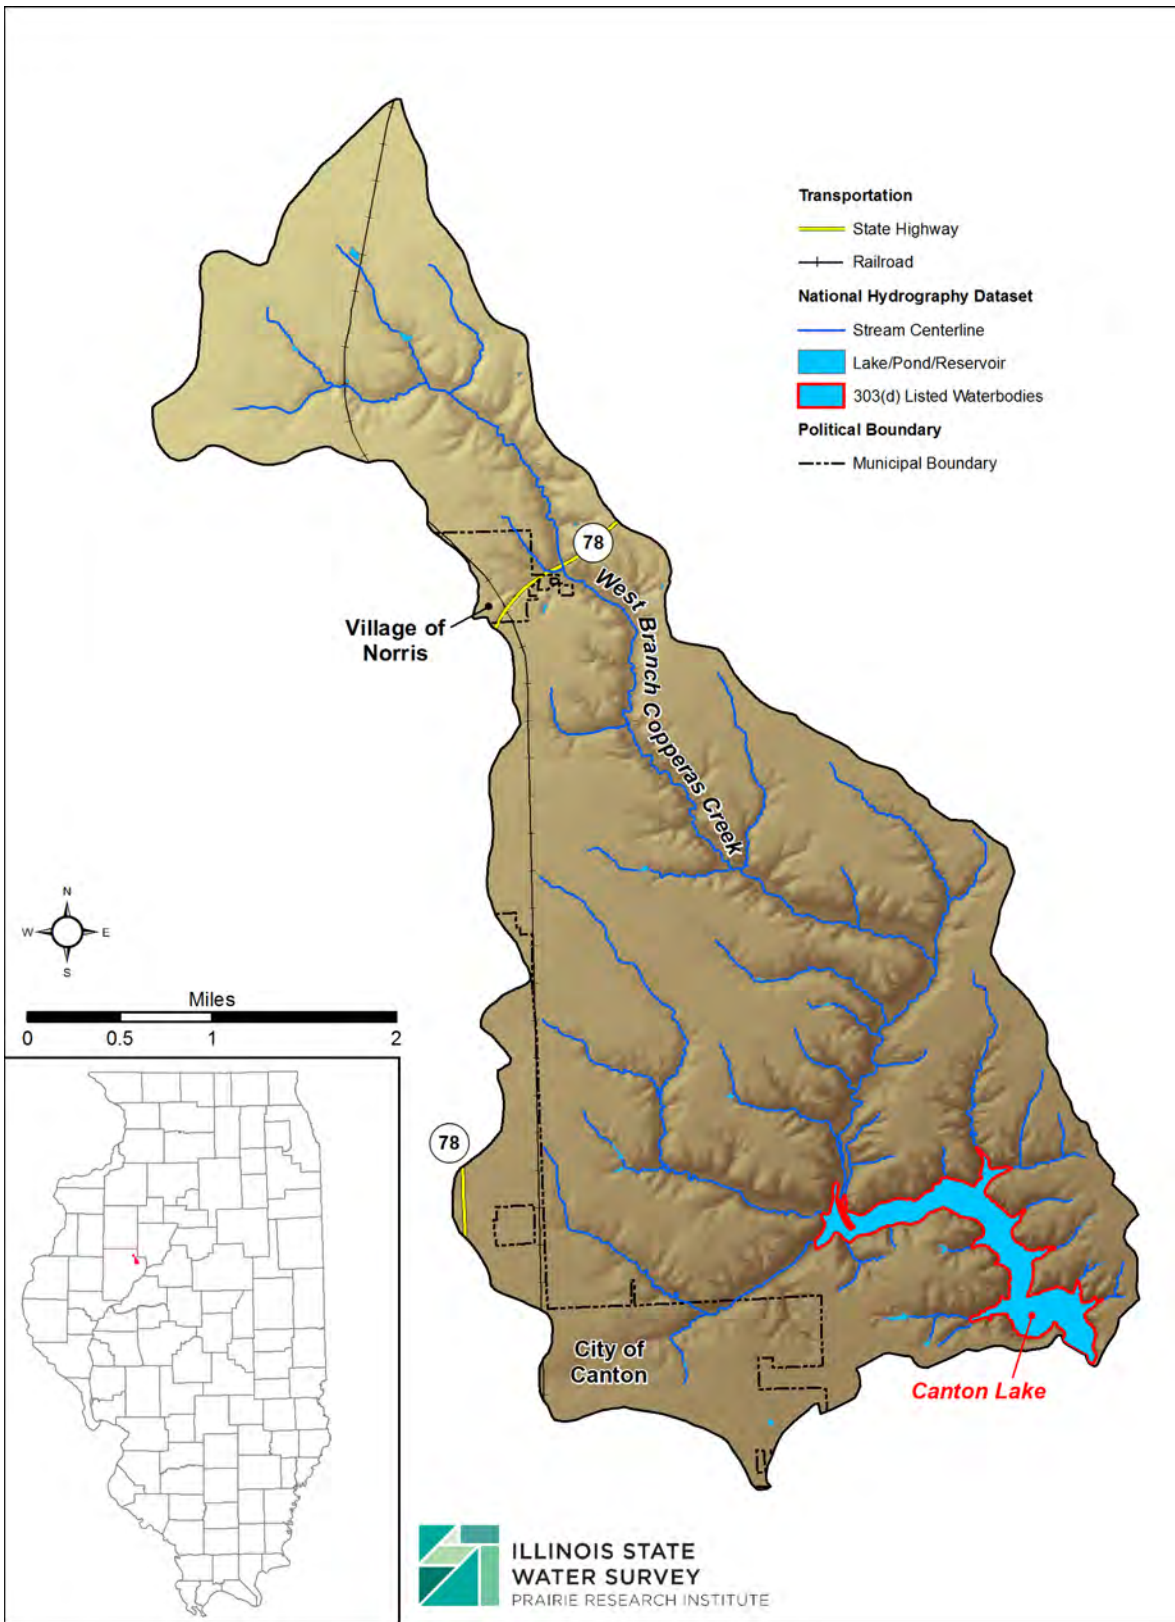 Transportation
State Highway
Railroad
National Hydrography Dataset
Stream Centerline
Lake/Pond/Reservoir
303(d) Listed Waterbodies
Political Boundary
Municipal Boundary
78
West Branch Copperas Creek
Village of
Norris
N
W E
S
Miles
0 0.5 1 2
78
City of
Canton
Canton Lake
ILLINOIS STATE
WATER SURVEY
PRAIRIE RESEARCH INSTITUTE